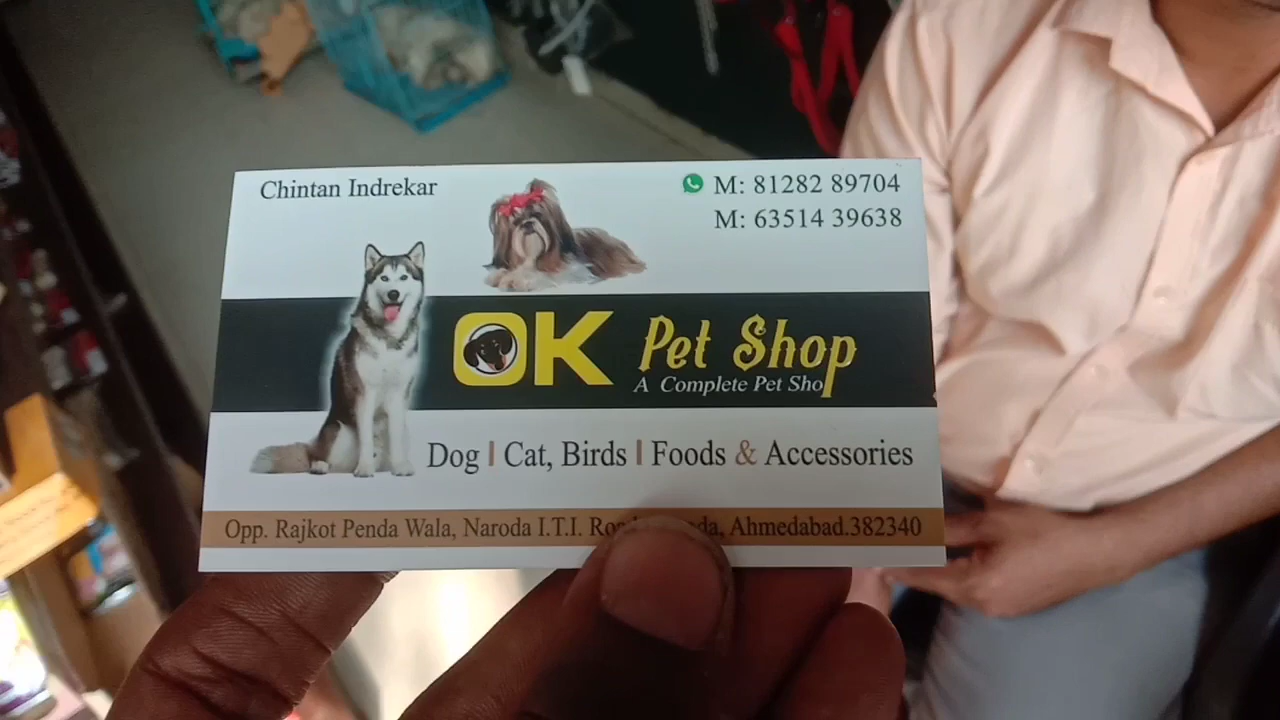 Chintan Indrekar
M: 81282 89704
M: 63514 39638
OK Pet Shop
A Complete Pet Sho
Dog | Cat, Birds | Foods & Accessories
Opp. Rajkot Penda Wala, Naroda I.T.I. Ahmedabad.382340